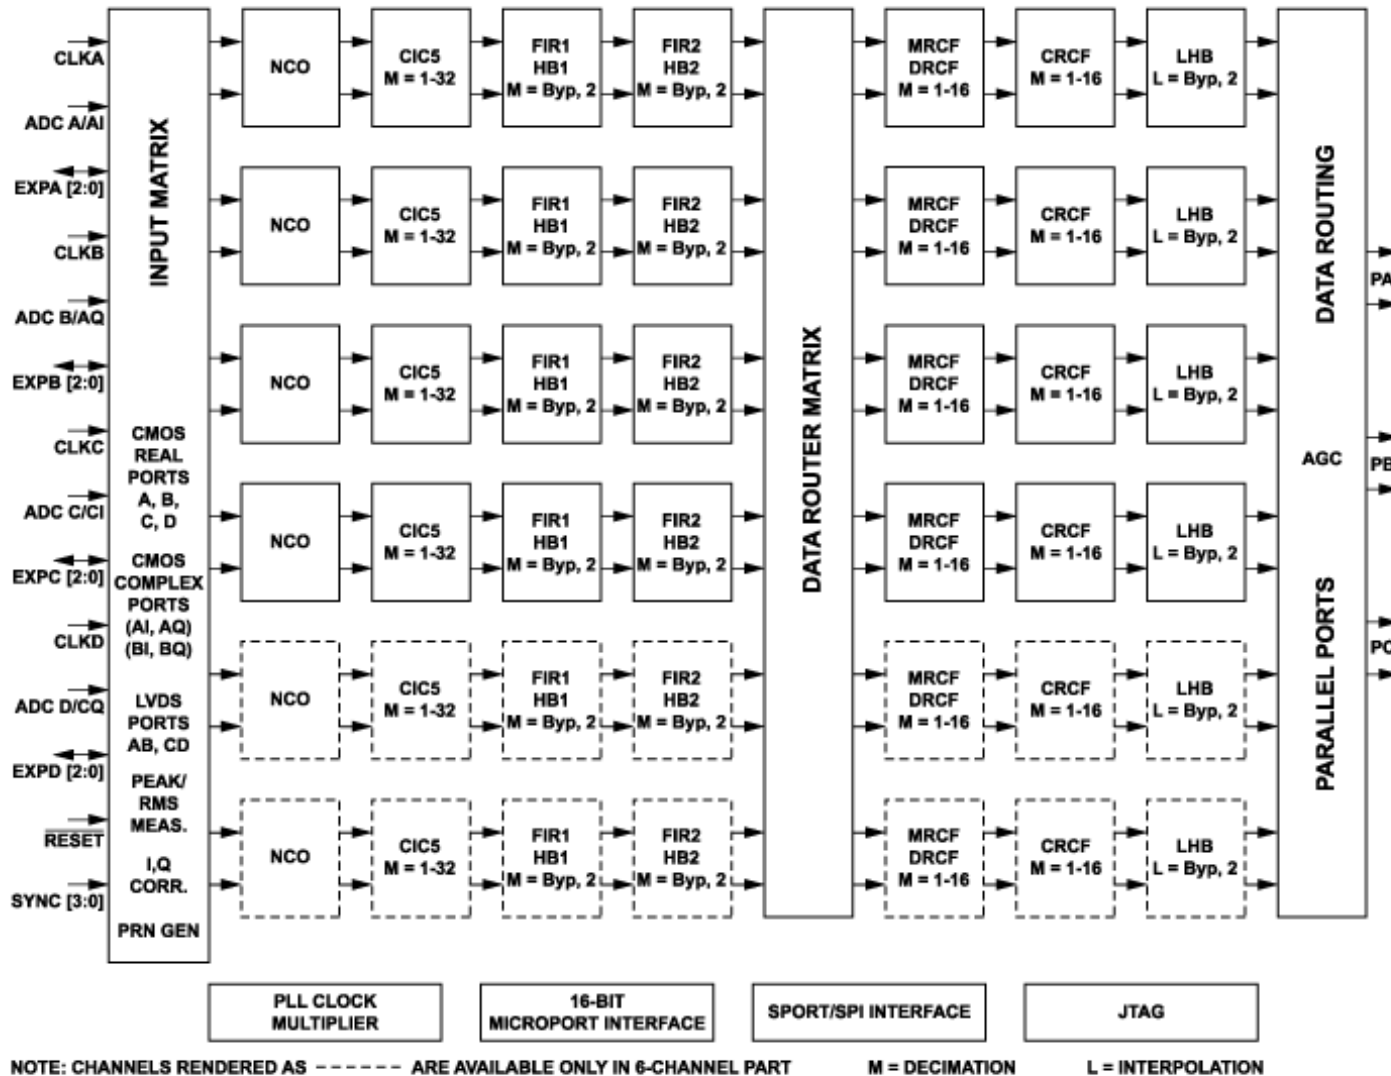 CLKA
ADC A/AI
EXPA [2:0]
CLKB
ADC B/AQ
EXPB [2:0]
CLKC
ADC C/CI
EXPC [2:0]
CLKD
ADC D/CQ
EXPD [2:0]
RESET
SYNC [3:0]
INPUT MATRIX
CMOS
REAL
PORTS
A, B,
C, D
CMOS
COMPLEX
PORTS
(AI, AQ)
(BI, BQ)
LVDS
PORTS
AB, CD
PEAK/
RMS
MEAS.
I,Q
CORR.
PRN GEN
NCO
CIC5
M = 1-32
FIR1
HB1
M = Byp, 2
FIR2
HB2
M = Byp, 2
NCO
CIC5
M = 1-32
FIR1
HB1
M = Byp, 2
FIR2
HB2
M = Byp, 2
NCO
CIC5
M = 1-32
FIR1
HB1
M = Byp, 2
FIR2
HB2
M = Byp, 2
NCO
CIC5
M = 1-32
FIR1
HB1
M = Byp, 2
FIR2
HB2
M = Byp, 2
NCO
CIC5
M = 1-32
FIR1
HB1
M = Byp, 2
FIR2
HB2
M = Byp, 2
NCO
CIC5
M = 1-32
FIR1
HB1
M = Byp, 2
FIR2
HB2
M = Byp, 2
DATA ROUTER MATRIX
MRCF
DRCF
M = 1-16
CRCF
M = 1-16
LHB
L = Byp, 2
MRCF
DRCF
M = 1-16
CRCF
M = 1-16
LHB
L = Byp, 2
MRCF
DRCF
M = 1-16
CRCF
M = 1-16
LHB
L = Byp, 2
MRCF
DRCF
M = 1-16
CRCF
M = 1-16
LHB
L = Byp, 2
MRCF
DRCF
M = 1-16
CRCF
M = 1-16
LHB
L = Byp, 2
MRCF
DRCF
M = 1-16
CRCF
M = 1-16
LHB
L = Byp, 2
DATA ROUTING
AGC
PARALLEL PORTS
PA
PB
PC
PLL CLOCK
MULTIPLIER
16-BIT
MICROPORT INTERFACE
SPORT/SPI INTERFACE
JTAG
NOTE: CHANNELS RENDERED AS ------ ARE AVAILABLE ONLY IN 6-CHANNEL PART M = DECIMATION L = INTERPOLATION